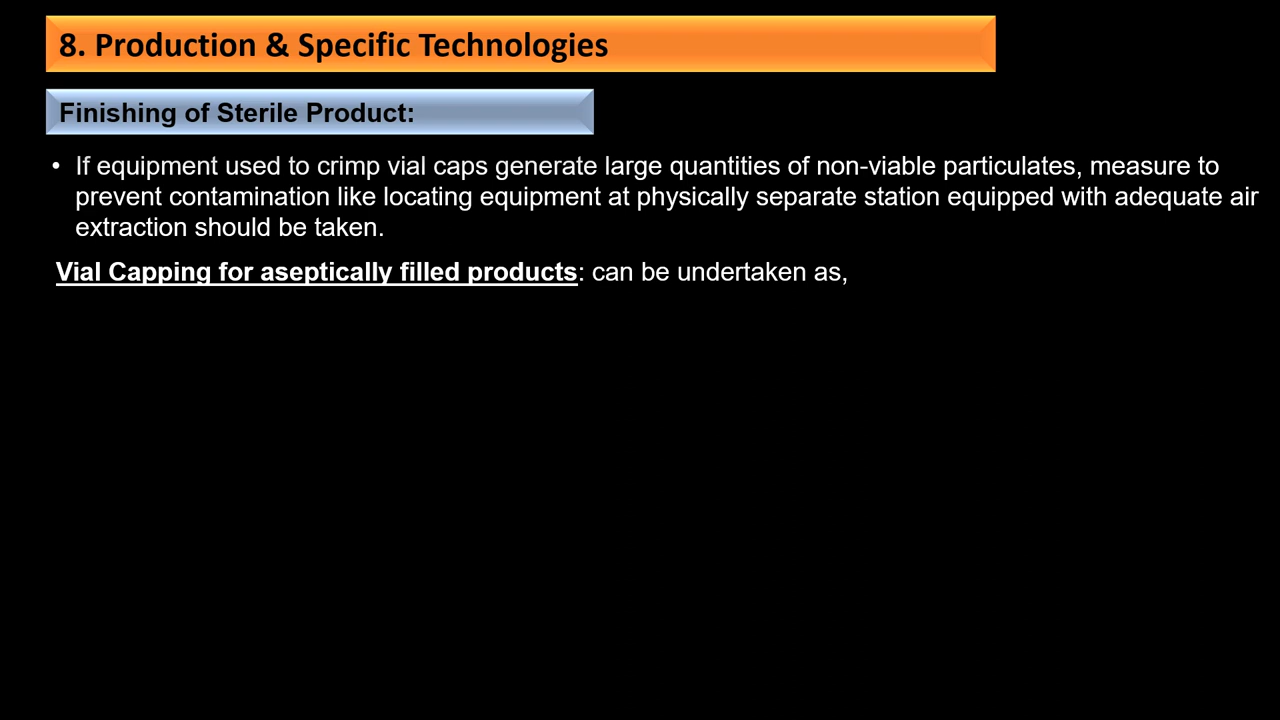 8. Production & Specific Technologies
Finishing of Sterile Product:
• If equipment used to crimp vial caps generate large quantities of non-viable particulates, measure to
prevent contamination like locating equipment at physically separate station equipped with adequate air
extraction should be taken.
Vial Capping for aseptically filled products: can be undertaken as,